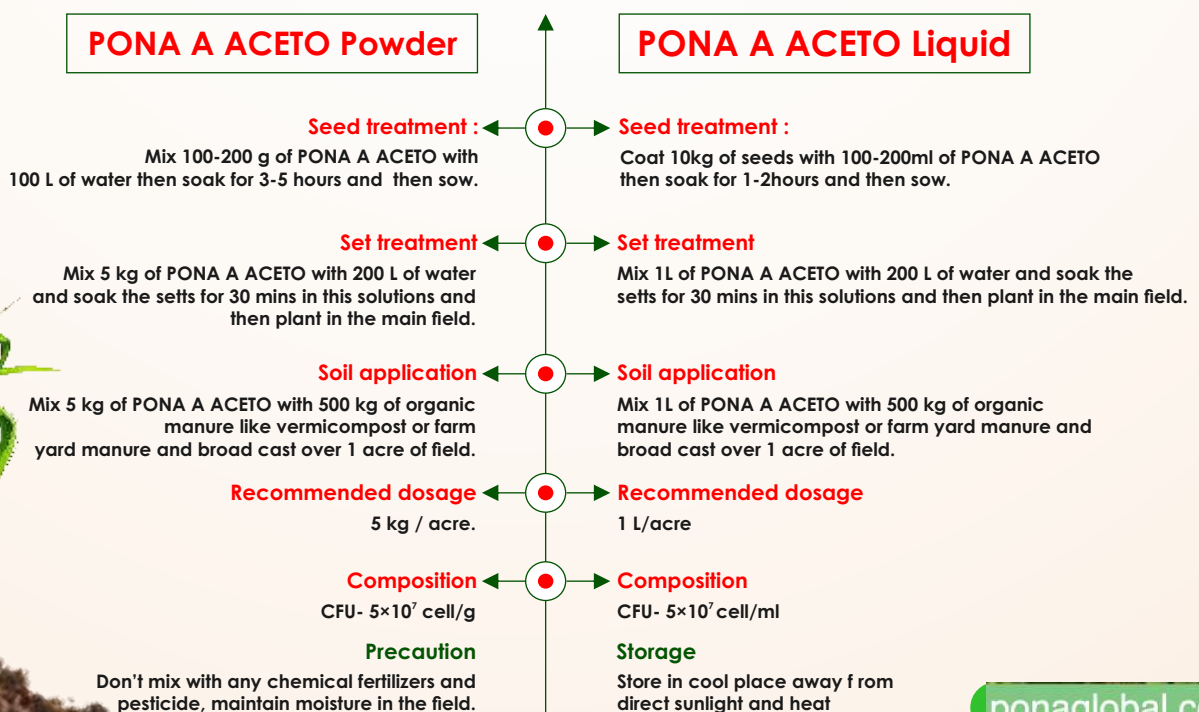 PONA A ACETO Powder
Seed treatment :
Mix 100-200 g of PONA A ACETO with
100 L of water then soak for 3-5 hours and then sow.
Set treatment
Mix 5 kg of PONA A ACETO with 200 L of water
and soak the setts for 30 mins in this solutions and
then plant in the main field.
Soil application
Mix 5 kg of PONA A ACETO with 500 kg of organic
manure like vermicompost or farm
yard manure and broad cast over 1 acre of field.
Recommended dosage
5 kg / acre.
Composition
CFU- 5×10⁷ cell/g
Precaution
Don't mix with any chemical fertilizers and
pesticide, maintain moisture in the field.
PONA A ACETO Liquid
Seed treatment :
Coat 10kg of seeds with 100-200ml of PONA A ACETO
then soak for 1-2hours and then sow.
Set treatment
Mix 1L of PONA A ACETO with 200 L of water and soak the
setts for 30 mins in this solutions and then plant in the main field.
Soil application
Mix 1L of PONA A ACETO with 500 kg of organic
manure like vermicompost or farm yard manure and
broad cast over 1 acre of field.
Recommended dosage
1 L/acre
Composition
CFU- 5×10⁷ cell/ml
Storage
Store in cool place away f rom
direct sunlight and heat
ponaglobal.c